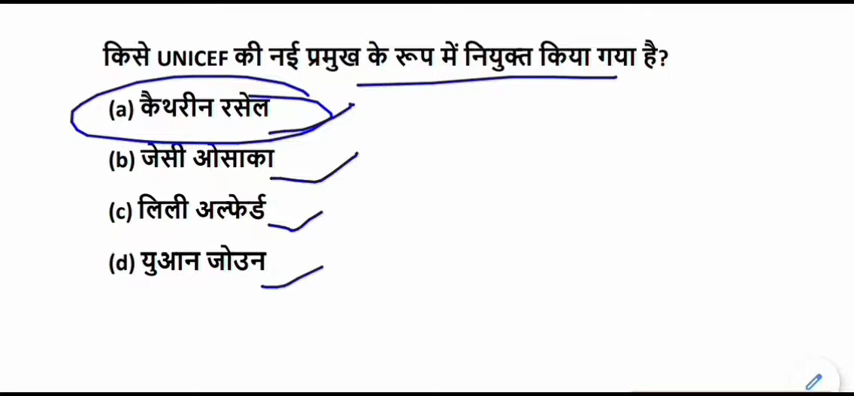 किसे UNICEF की नई प्रमुख के रूप में नियुक्त किया गया है?
(a) कैथरीन रसेल
(b) जेसी ओसाका
(c) लिली अल्फेर्ड
(d) युआन जोउन